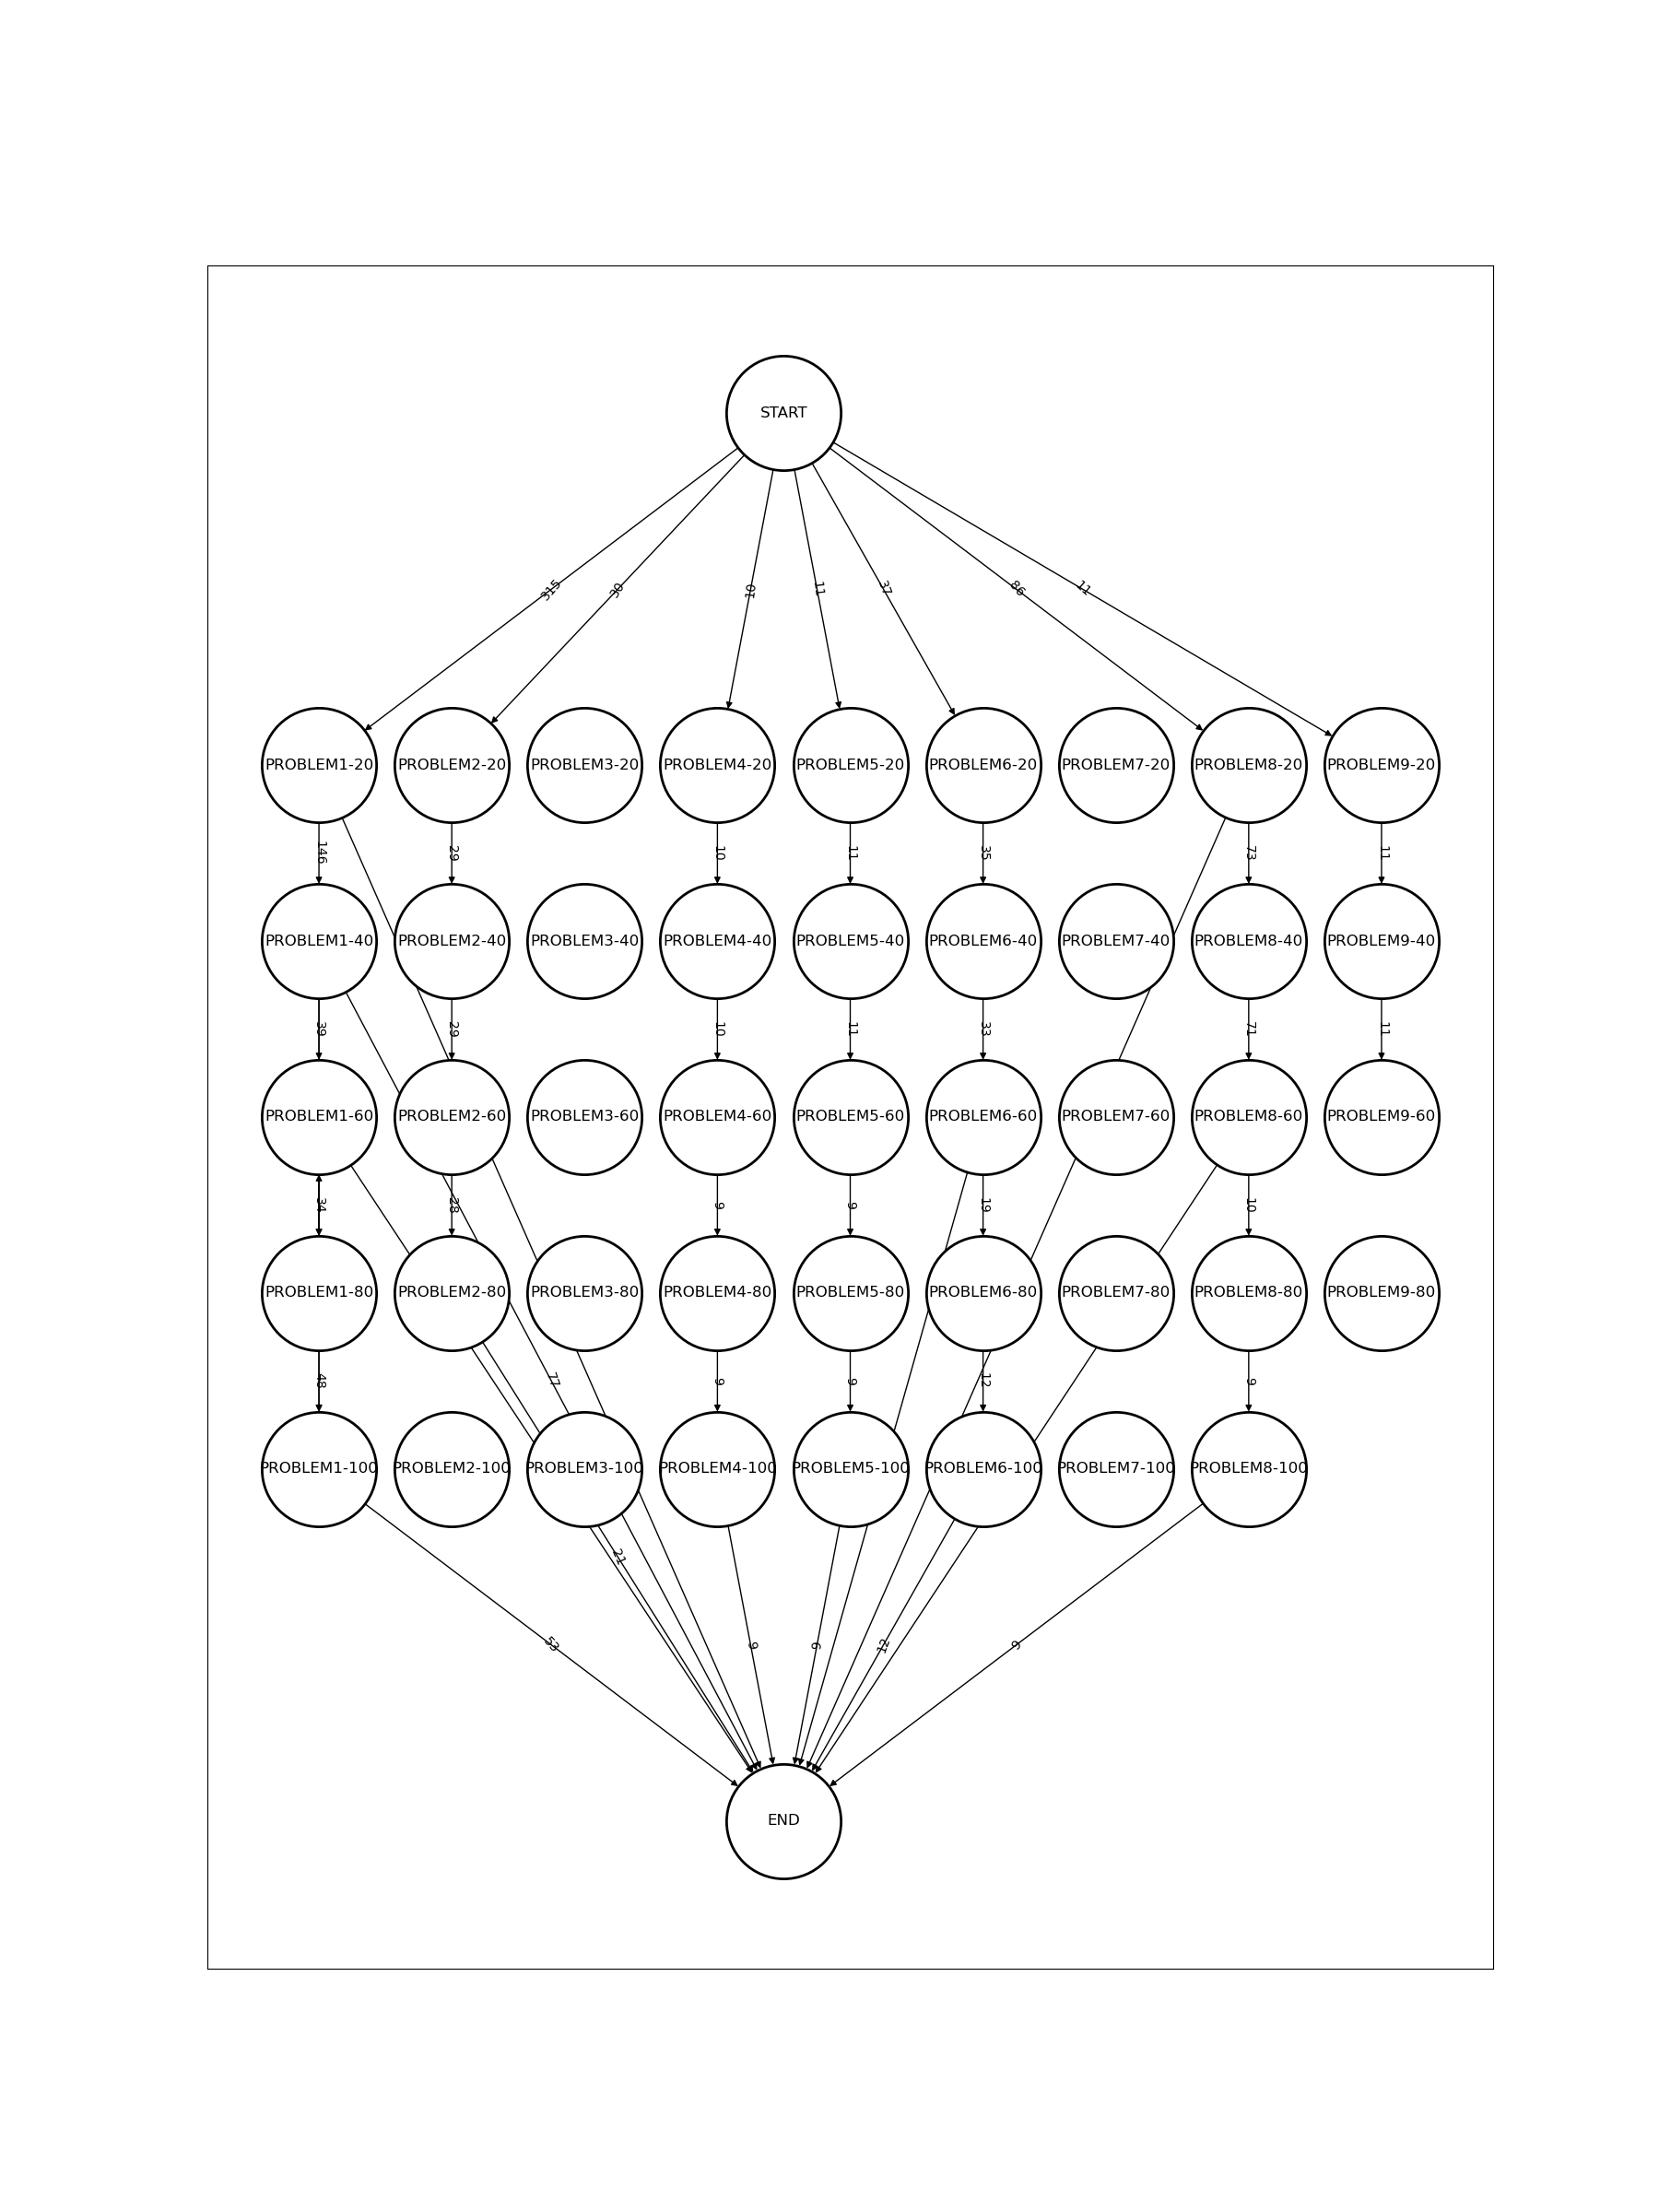 START
315 30 10 11 37 86 11
PROBLEM1-20 PROBLEM2-20 PROBLEM3-20 PROBLEM4-20 PROBLEM5-20 PROBLEM6-20 PROBLEM7-20 PROBLEM8-20 PROBLEM9-20
146 29 10 11 35 73 11
PROBLEM1-40 PROBLEM2-40 PROBLEM3-40 PROBLEM4-40 PROBLEM5-40 PROBLEM6-40 PROBLEM7-40 PROBLEM8-40 PROBLEM9-40
39 29 10 11 33 71 11
PROBLEM1-60 PROBLEM2-60 PROBLEM3-60 PROBLEM4-60 PROBLEM5-60 PROBLEM6-60 PROBLEM7-60 PROBLEM8-60 PROBLEM9-60
34 28 9 9 19 10
PROBLEM1-80 PROBLEM2-80 PROBLEM3-80 PROBLEM4-80 PROBLEM5-80 PROBLEM6-80 PROBLEM7-80 PROBLEM8-80 PROBLEM9-80
48 77 9 9 12 9
PROBLEM1-100 PROBLEM2-100 PROBLEM3-100 PROBLEM4-100 PROBLEM5-100 PROBLEM6-100 PROBLEM7-100 PROBLEM8-100
21
53 9 9 12 9
END